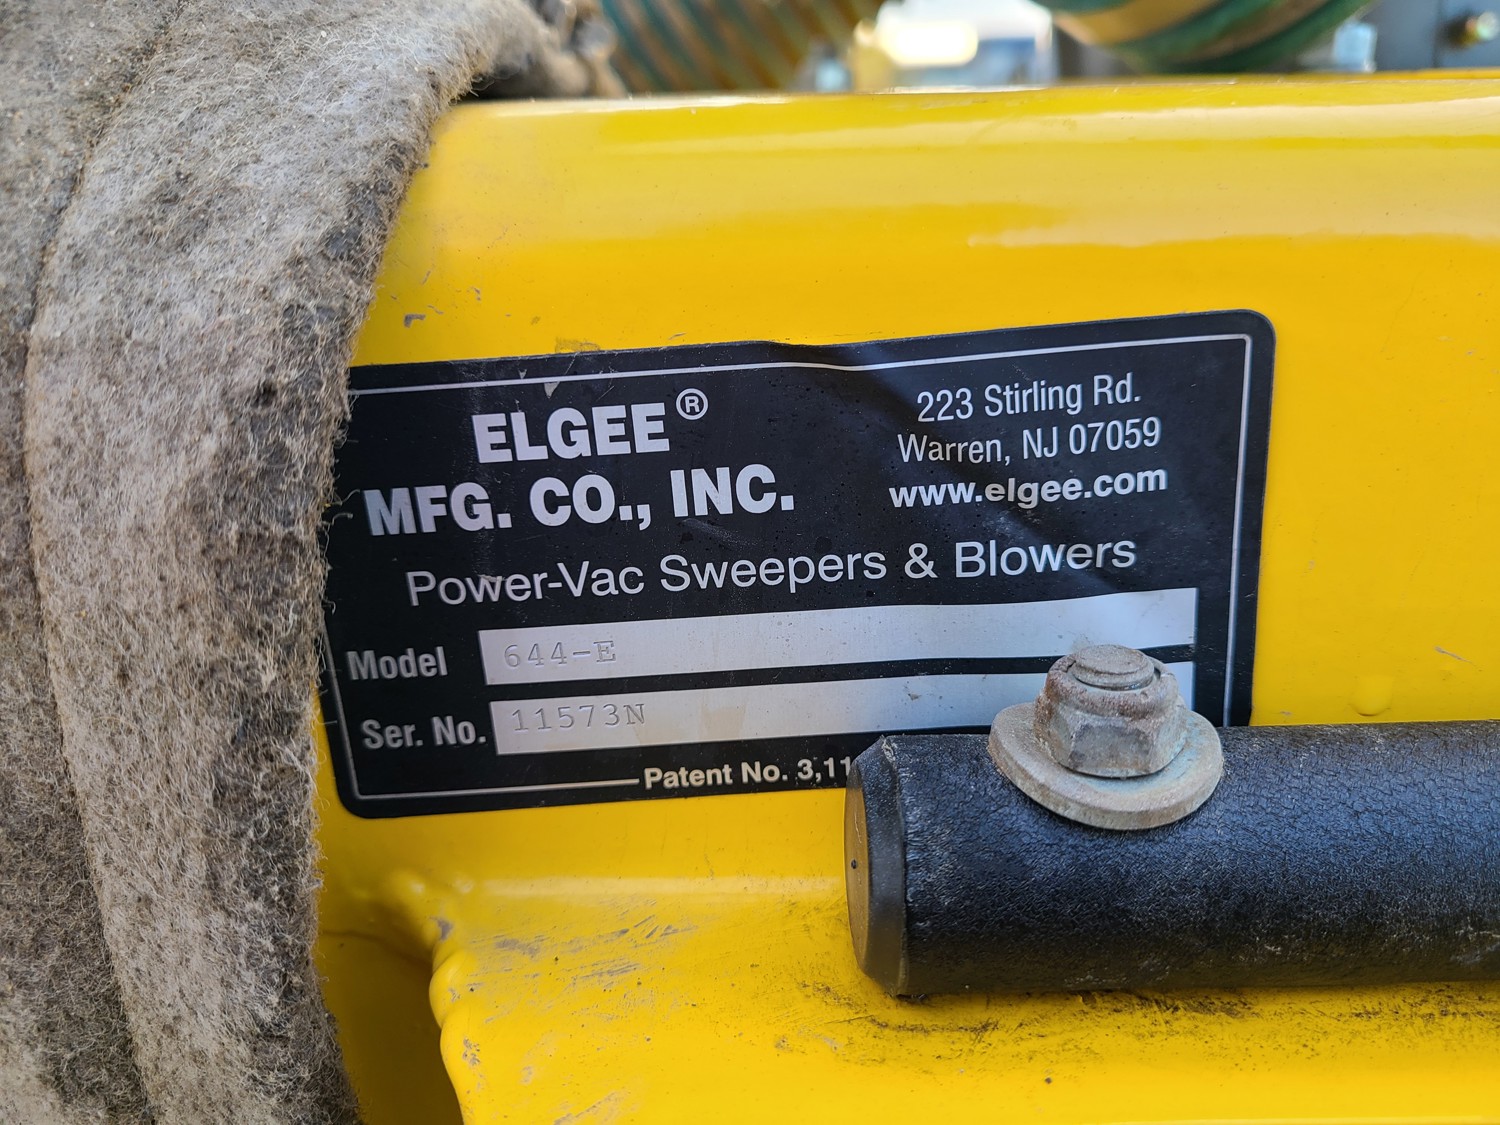 ELGEE®
MFG. CO., INC.
223 Stirling Rd.
Warren, NJ 07059
www.elgee.com
Power-Vac Sweepers & Blowers
Model 644-E
Ser. No. 11573N
Patent No. 3,11